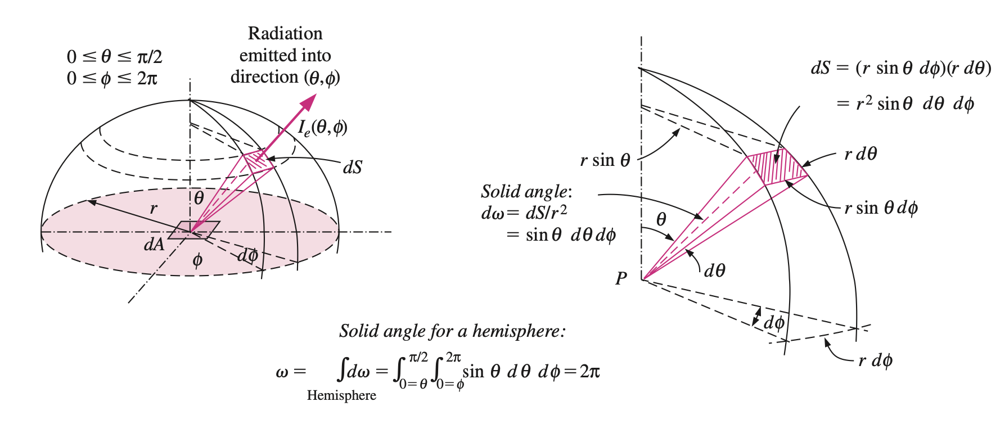 0 ≤ θ ≤ π/2
0 ≤ ϕ ≤ 2π
Radiation
emitted into
direction (θ,ϕ)
Iₑ(θ,ϕ)
dS
θ
r
dA
ϕ
dϕ
dS = (r sin θ dϕ)(r dθ)
= r² sin θ dθ dϕ
r sin θ
r dθ
r sin θ dϕ
Solid angle:
dω = dS/r²
= sin θ dθ dϕ
θ
dθ
P
dϕ
r dϕ
Solid angle for a hemisphere:
ω = ∫dω = ∫_{0=θ}^{π/2} ∫_{0=ϕ}^{2π} sin θ dθ dϕ = 2π
Hemisphere